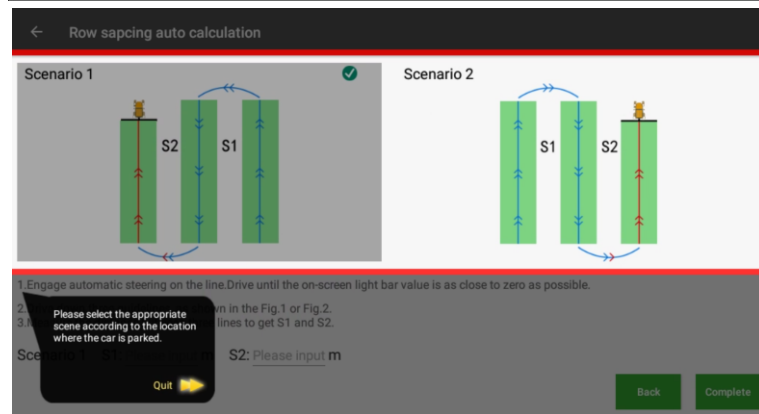 Row sapcing auto calculation
Scenario 1
Scenario 2
S2
S1
S1
S2
1.Engage automatic steering on the line.Drive until the on-screen light bar value is as close to zero as possible.
2. wn in the Fig.1 or Fig.2.
3. lines to get S1 and S2.
Please select the appropriate
scene according to the location
where the car is parked.
Quit
Scenario 1 S1: m S2: Please input m
Back
Complete